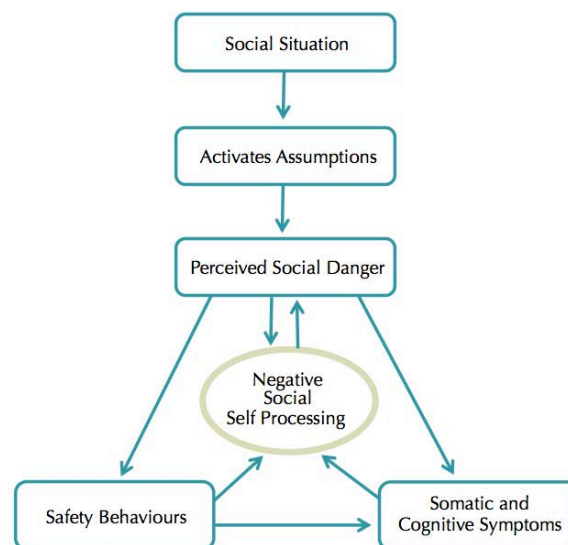 Social Situation
Activates Assumptions
Perceived Social Danger
Negative
Social
Self Processing
Safety Behaviours
Somatic and
Cognitive Symptoms